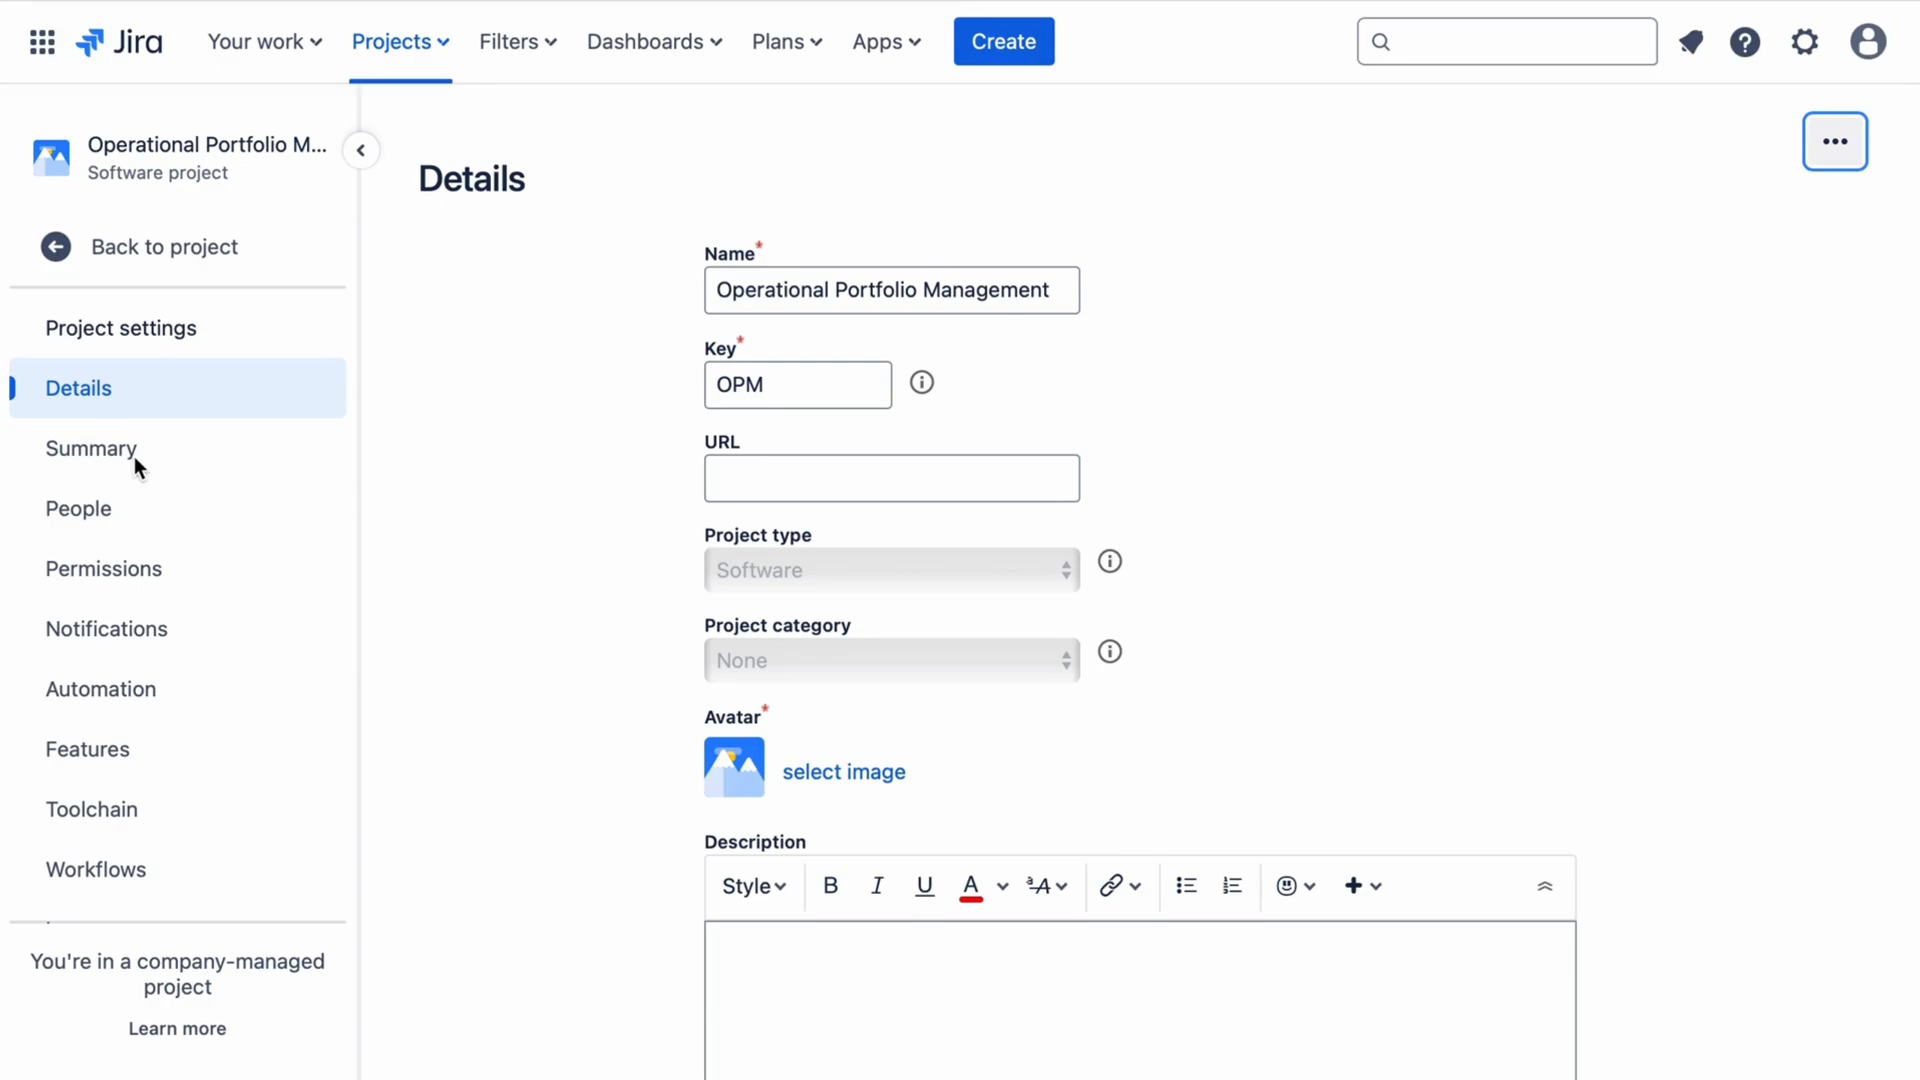 Jira
Your work
Projects
Filters
Dashboards
Plans
Apps
Create
Operational Portfolio M...
Software project
Back to project
Project settings
Details
Summary
People
Permissions
Notifications
Automation
Features
Toolchain
Workflows
You're in a company-managed
project
Learn more
Details
Name*
Operational Portfolio Management
Key*
OPM
URL
Project type
Software
Project category
None
Avatar*
select image
Description
Style
B
I
U
A
ªA